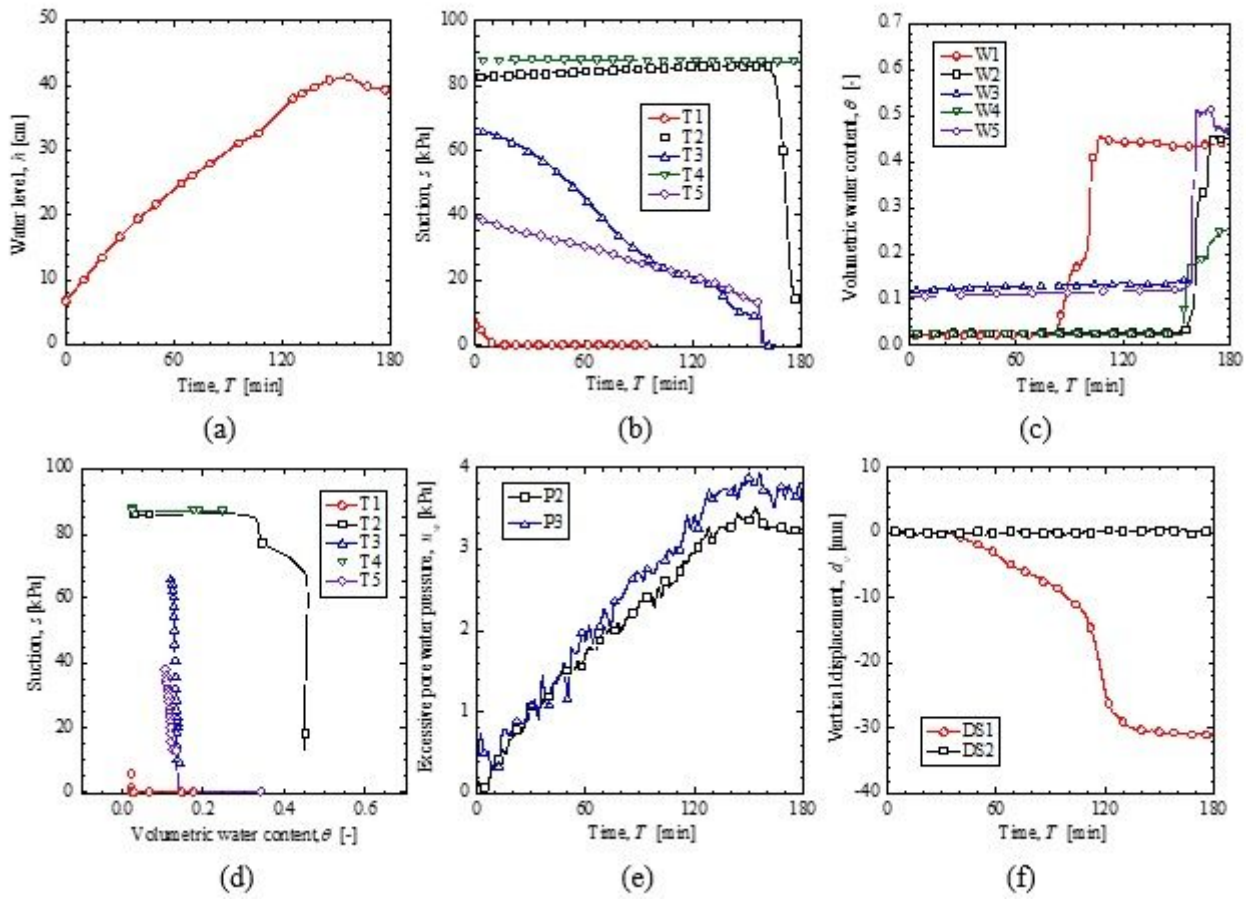 50
40
30
20
10
0
0
60
120
180
Water level, h [cm]
Time, T [min]
(a)
100
80
60
40
20
0
0
60
120
180
Suction, s [kPa]
Time, T [min]
T1
T2
T3
T4
T5
(b)
0.7
0.6
0.5
0.4
0.3
0.2
0.1
0.0
0
60
120
180
Volumetric water content, θ [-]
Time, T [min]
W1
W2
W3
W4
W5
(c)
100
80
60
40
20
0
0.0
0.2
0.4
0.6
Suction, s [kPa]
Volumetric water content, θ [-]
T1
T2
T3
T4
T5
(d)
4
3
2
1
0
0
60
120
180
Excessive pore water pressure, u_w [kPa]
Time, T [min]
P2
P3
(e)
10
0
-10
-20
-30
-40
0
60
120
180
Vertical displacement, d_v [mm]
Time, T [min]
DS1
DS2
(f)